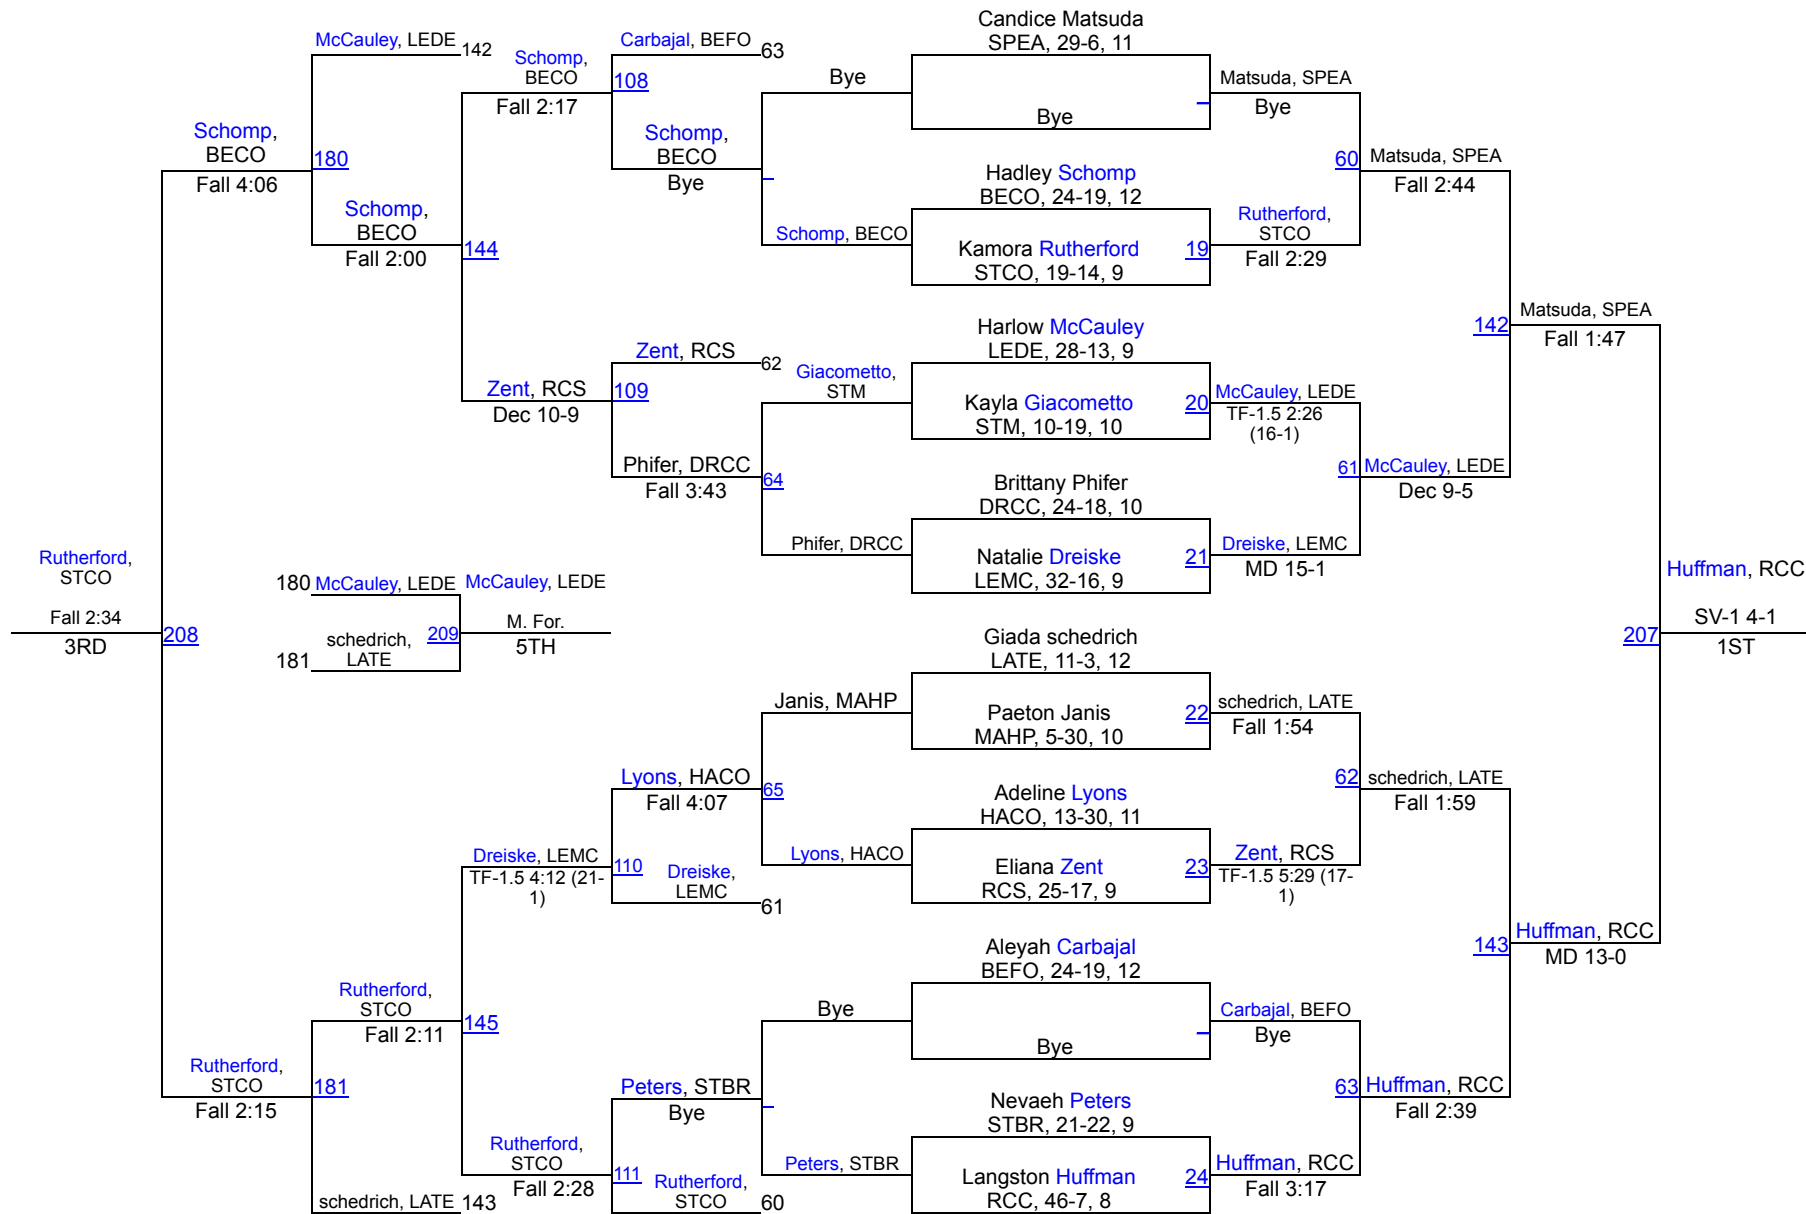 Candice Matsuda
SPEA, 29-6, 11
McCauley, LEDE
142
Schomp,
BECO
Fall 2:17
Carbajal, BEFO
63
108
Bye
Bye
Matsuda, SPEA
Bye
Schomp,
BECO
Fall 4:06
180
Schomp,
BECO
Bye
Hadley Schomp
BECO, 24-19, 12
60
Matsuda, SPEA
Fall 2:44
Schomp,
BECO
Fall 2:00
144
Schomp, BECO
Kamora Rutherford
STCO, 19-14, 9
19
Rutherford,
STCO
Fall 2:29
Harlow McCauley
LEDE, 28-13, 9
142
Matsuda, SPEA
Fall 1:47
Zent, RCS
62
Zent, RCS
Dec 10-9
109
Giacometto,
STM
Kayla Giacometto
STM, 10-19, 10
20
McCauley, LEDE
TF-1.5 2:26
(16-1)
Phifer, DRCC
Fall 3:43
64
Brittany Phifer
DRCC, 24-18, 10
61
McCauley, LEDE
Dec 9-5
Phifer, DRCC
Natalie Dreiske
LEMC, 32-16, 9
21
Dreiske, LEMC
MD 15-1
Rutherford,
STCO
Fall 2:34
3RD
208
180
McCauley, LEDE
McCauley, LEDE
schedrich,
LATE
181
209
M. For.
5TH
Huffman, RCC
SV-1 4-1
1ST
207
Giada schedrich
LATE, 11-3, 12
Janis, MAHP
Paeton Janis
MAHP, 5-30, 10
22
schedrich, LATE
Fall 1:54
Lyons, HACO
Fall 4:07
65
Adeline Lyons
HACO, 13-30, 11
62
schedrich, LATE
Fall 1:59
Dreiske, LEMC
TF-1.5 4:12 (21-
1)
110
Dreiske,
LEMC
61
Lyons, HACO
Eliana Zent
RCS, 25-17, 9
23
Zent, RCS
TF-1.5 5:29 (17-
1)
Aleyah Carbajal
BEFO, 24-19, 12
143
Huffman, RCC
MD 13-0
Rutherford,
STCO
Fall 2:11
145
Bye
Bye
Carbajal, BEFO
Bye
Rutherford,
STCO
Fall 2:15
181
Peters, STBR
Bye
Nevaeh Peters
STBR, 21-22, 9
63
Huffman, RCC
Fall 2:39
Rutherford,
STCO
Fall 2:28
111
Rutherford,
STCO
60
Peters, STBR
Langston Huffman
RCC, 46-7, 8
24
Huffman, RCC
Fall 3:17
schedrich, LATE
143